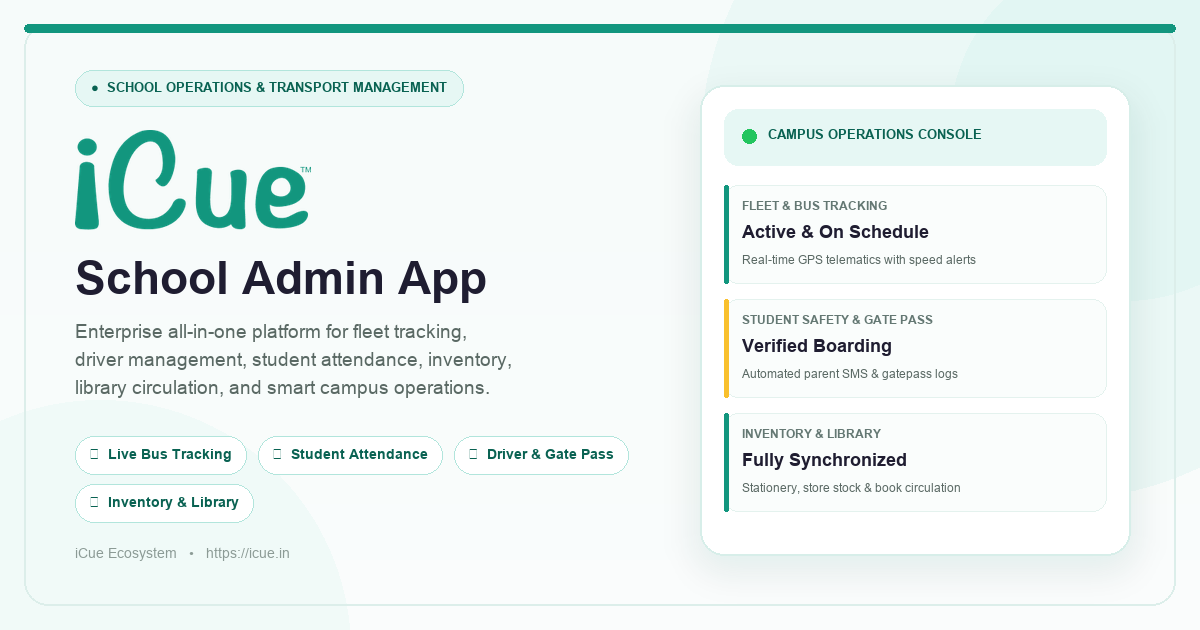 ● SCHOOL OPERATIONS & TRANSPORT MANAGEMENT
iCue™
School Admin App
Enterprise all-in-one platform for fleet tracking,
driver management, student attendance, inventory,
library circulation, and smart campus operations.
Live Bus Tracking
Student Attendance
Driver & Gate Pass
Inventory & Library
iCue Ecosystem • https://icue.in
CAMPUS OPERATIONS CONSOLE
FLEET & BUS TRACKING
Active & On Schedule
Real-time GPS telematics with speed alerts
STUDENT SAFETY & GATE PASS
Verified Boarding
Automated parent SMS & gatepass logs
INVENTORY & LIBRARY
Fully Synchronized
Stationery, store stock & book circulation